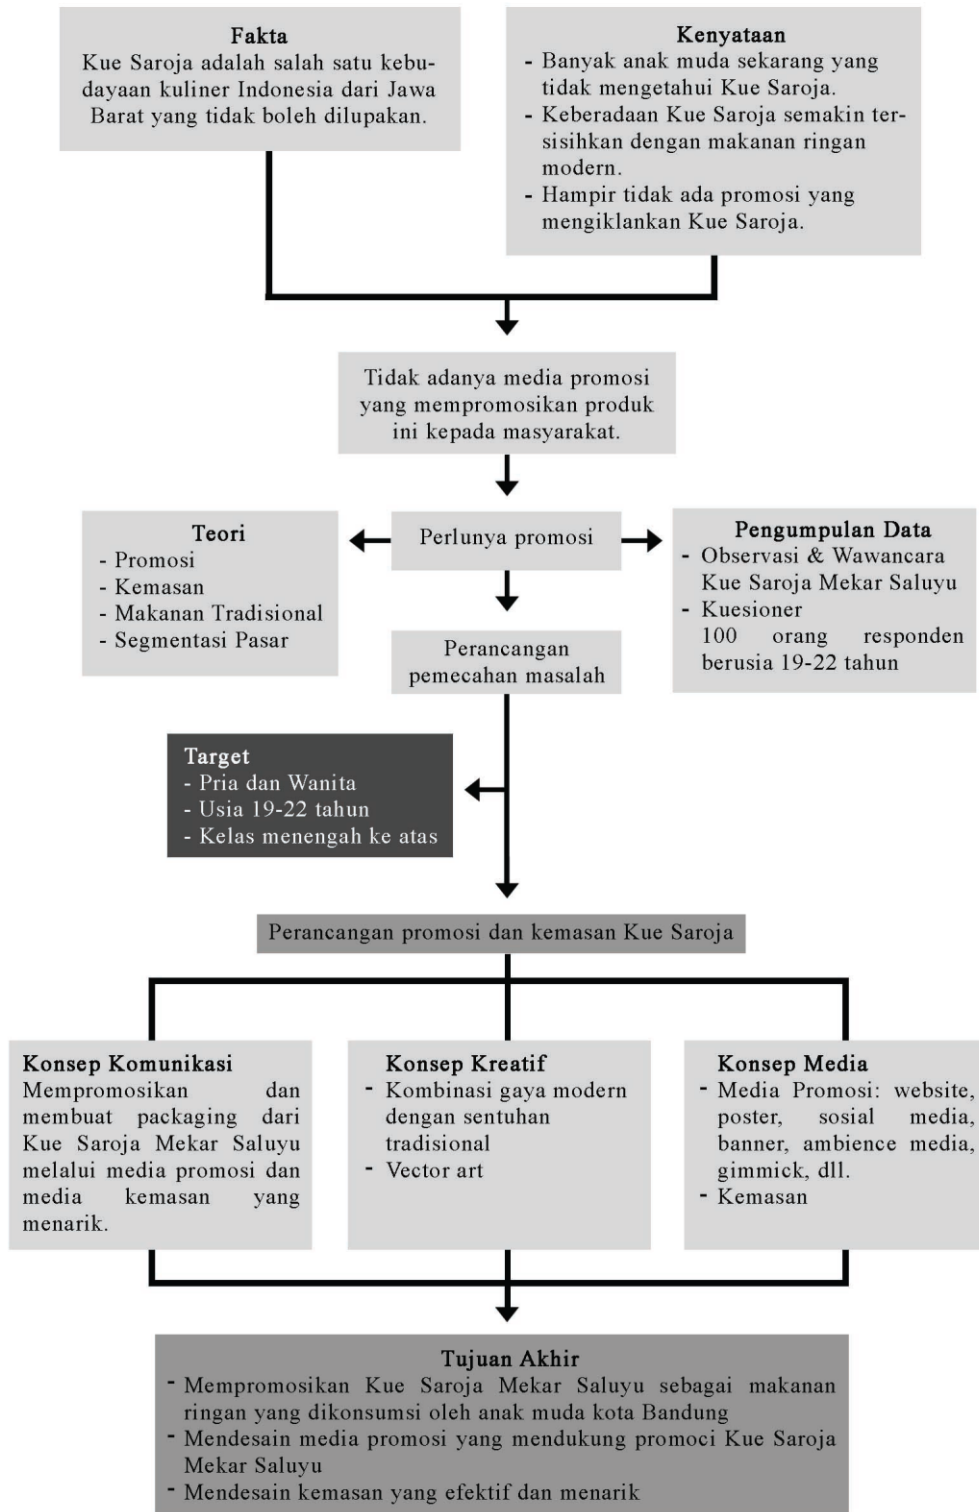 Fakta
Kue Saroja adalah salah satu kebu-
dayaan kuliner Indonesia dari Jawa
Barat yang tidak boleh dilupakan.
Kenyataan
- Banyak anak muda sekarang yang
tidak mengetahui Kue Saroja.
- Keberadaan Kue Saroja semakin ter-
sisihkan dengan makanan ringan
modern.
- Hampir tidak ada promosi yang
mengiklankan Kue Saroja.
Tidak adanya media promosi
yang mempromosikan produk
ini kepada masyarakat.
Teori
- Promosi
- Kemasan
- Makanan Tradisional
- Segmentasi Pasar
Perlunya promosi
Pengumpulan Data
- Observasi & Wawancara
Kue Saroja Mekar Saluyu
- Kuesioner
100 orang responden
berusia 19-22 tahun
Perancangan
pemecahan masalah
Target
- Pria dan Wanita
- Usia 19-22 tahun
- Kelas menengah ke atas
Perancangan promosi dan kemasan Kue Saroja
Konsep Komunikasi
Mempromosikan dan
membuat packaging dari
Kue Saroja Mekar Saluyu
melalui media promosi dan
media kemasan yang
menarik.
Konsep Kreatif
- Kombinasi gaya modern
dengan sentuhan
tradisional
- Vector art
Konsep Media
- Media Promosi: website,
poster, sosial media,
banner, ambience media,
gimmick, dll.
- Kemasan
Tujuan Akhir
- Mempromosikan Kue Saroja Mekar Saluyu sebagai makanan
ringan yang dikonsumsi oleh anak muda kota Bandung
- Mendesain media promosi yang mendukung promoci Kue Saroja
Mekar Saluyu
- Mendesain kemasan yang efektif dan menarik